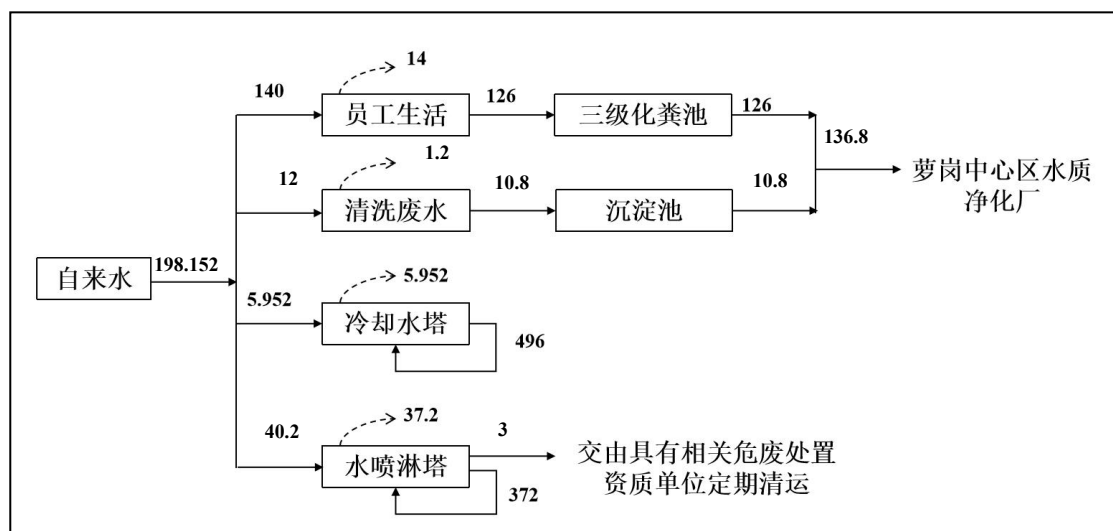 14
140
员工生活
126
三级化粪池
126
136.8
1.2
12
清洗废水
10.8
沉淀池
10.8
萝岗中心区水质
净化厂
自来水
198.152
5.952
5.952
冷却水塔
496
37.2
40.2
水喷淋塔
3
372
交由具有相关危废处置
资质单位定期清运